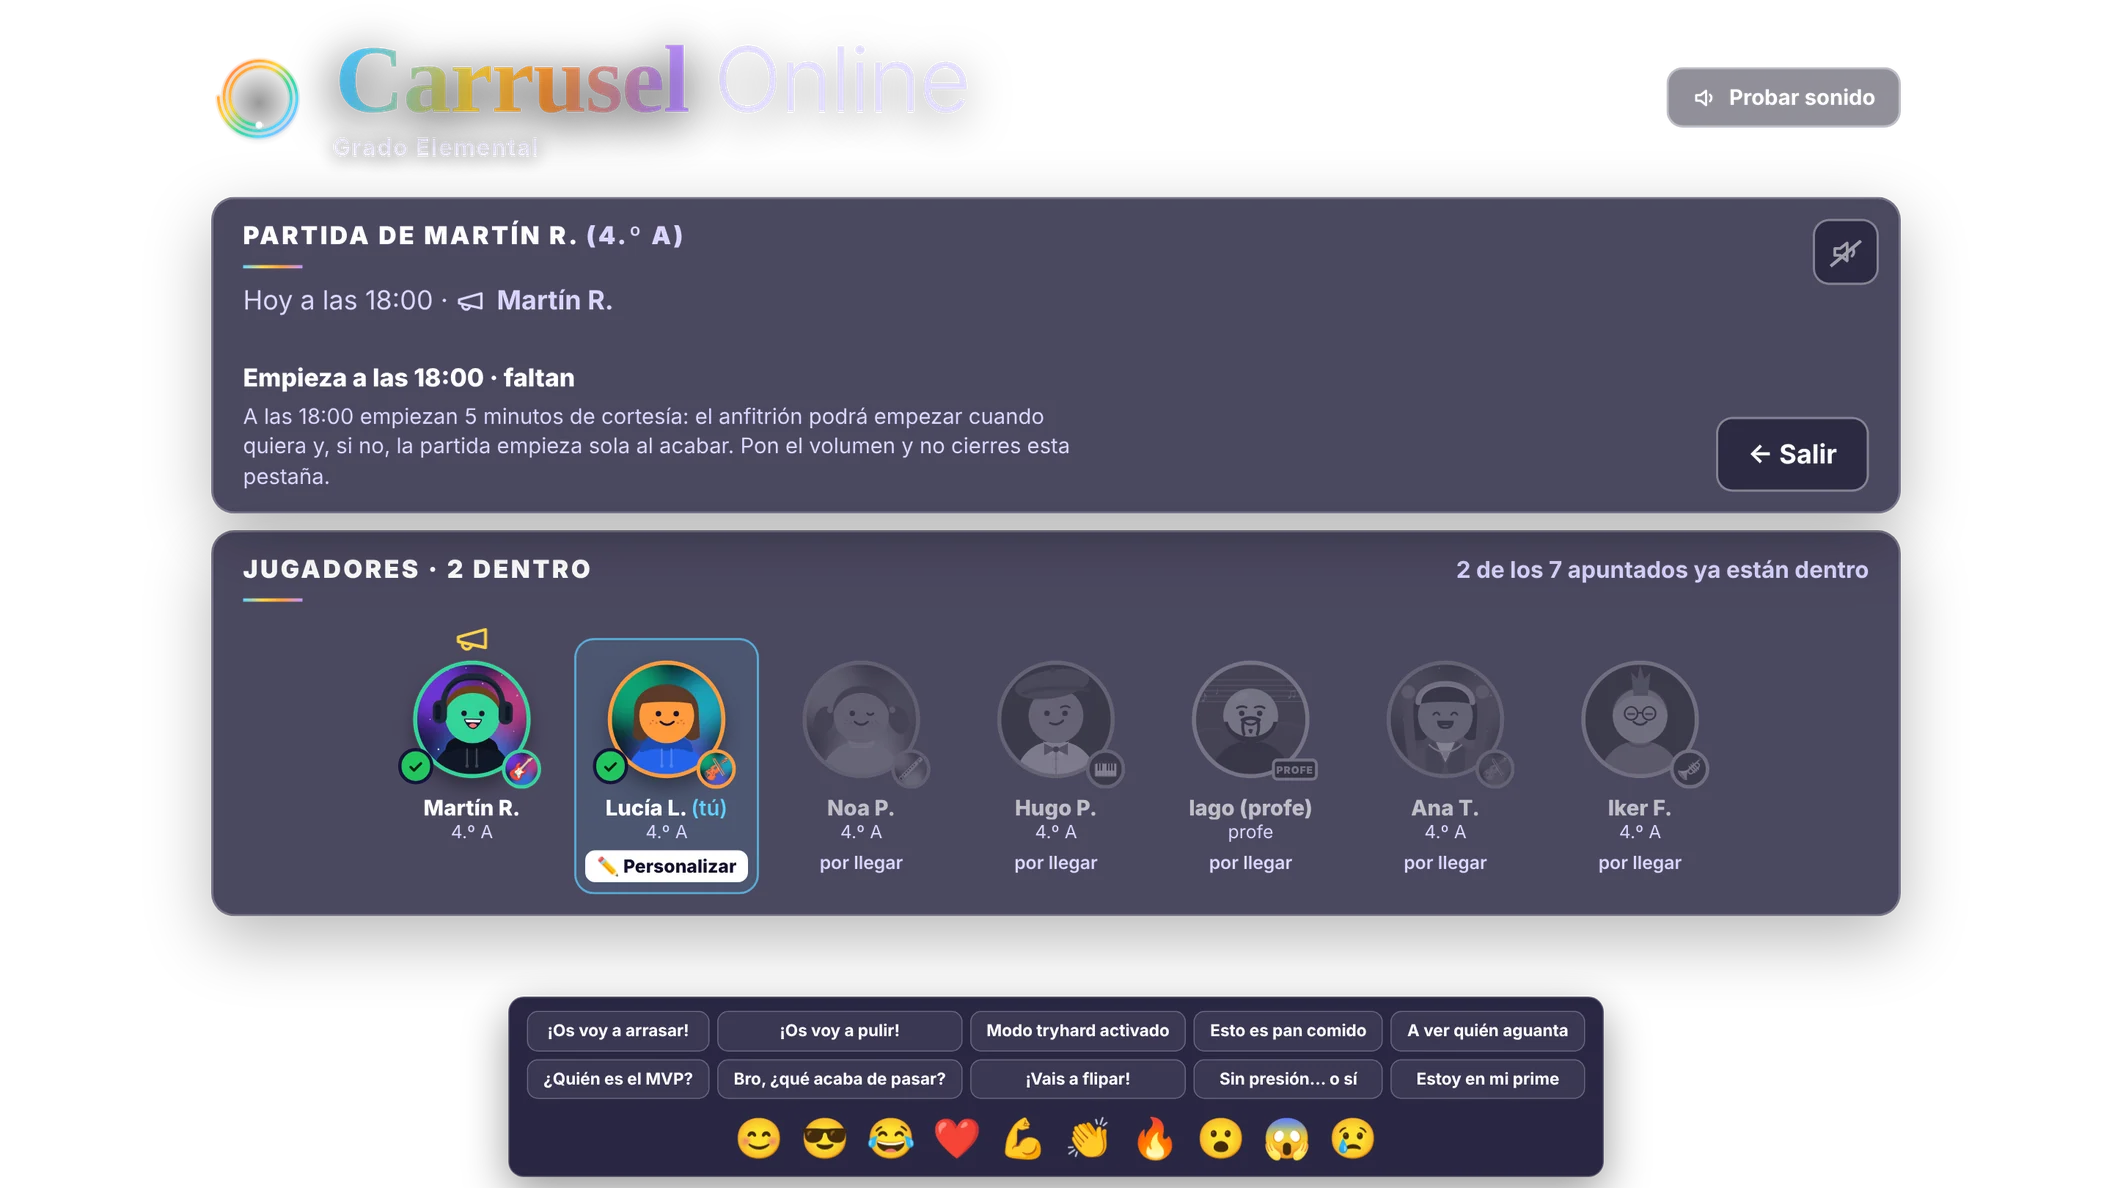 Carrusel Online
Grado Elemental
Probar sonido
PARTIDA DE MARTÍN R. (4.º A)
Hoy a las 18:00 · Martín R.
Empieza a las 18:00 · faltan
A las 18:00 empiezan 5 minutos de cortesía: el anfitrión podrá empezar cuando
quiera y, si no, la partida empieza sola al acabar. Pon el volumen y no cierres esta
pestaña.
← Salir
JUGADORES · 2 DENTRO
2 de los 7 apuntados ya están dentro
PROFE
Martín R.
4.º A
Lucía L. (tú)
4.º A
Personalizar
Noa P.
4.º A
por llegar
Hugo P.
4.º A
por llegar
Iago (profe)
profe
por llegar
Ana T.
4.º A
por llegar
Iker F.
4.º A
por llegar
¡Os voy a arrasar!
¡Os voy a pulir!
Modo tryhard activado
Esto es pan comido
A ver quién aguanta
¿Quién es el MVP?
Bro, ¿qué acaba de pasar?
¡Vais a flipar!
Sin presión... o sí
Estoy en mi prime